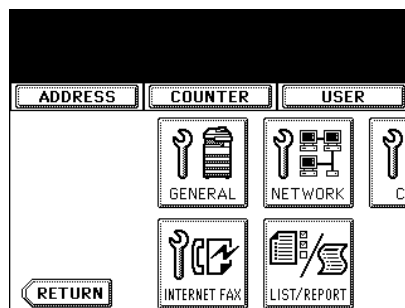 ADDRESS COUNTER USER
GENERAL NETWORK C
INTERNET FAX LIST/REPORT
RETURN